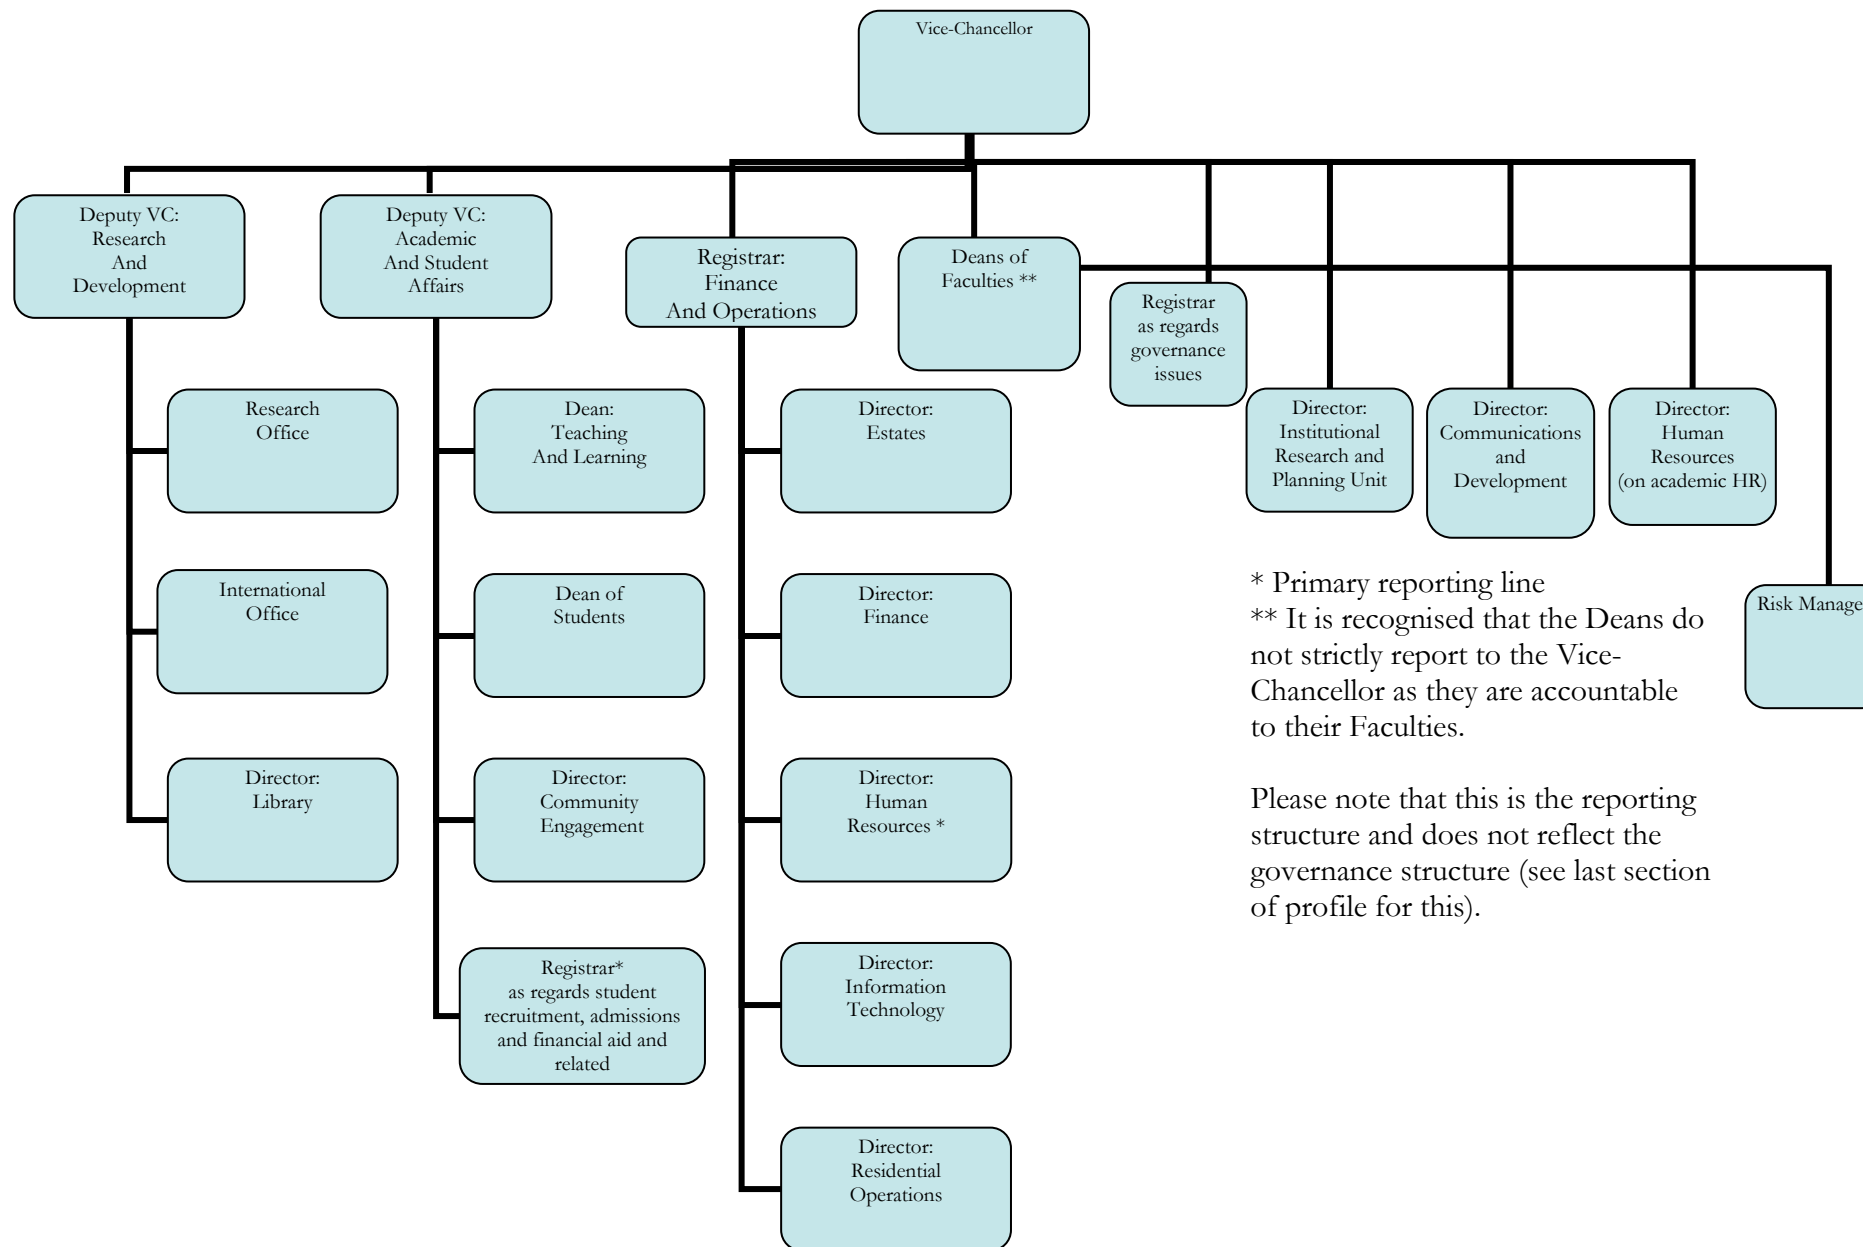 Vice-Chancellor
Deputy VC:
Research
And
Development
Deputy VC:
Academic
And Student
Affairs
Registrar:
Finance
And Operations
Deans of
Faculties **
Registrar
as regards
governance
issues
Director:
Institutional
Research and
Planning Unit
Director:
Communications
and
Development
Director:
Human
Resources
(on academic HR)
Risk Manage
Research
Office
International
Office
Director:
Library
Dean:
Teaching
And Learning
Dean of
Students
Director:
Community
Engagement
Registrar*
as regards student
recruitment, admissions
and financial aid and
related
Director:
Estates
Director:
Finance
Director:
Human
Resources *
Director:
Information
Technology
Director:
Residential
Operations
* Primary reporting line
** It is recognised that the Deans do
not strictly report to the Vice-
Chancellor as they are accountable
to their Faculties.
Please note that this is the reporting
structure and does not reflect the
governance structure (see last section
of profile for this).